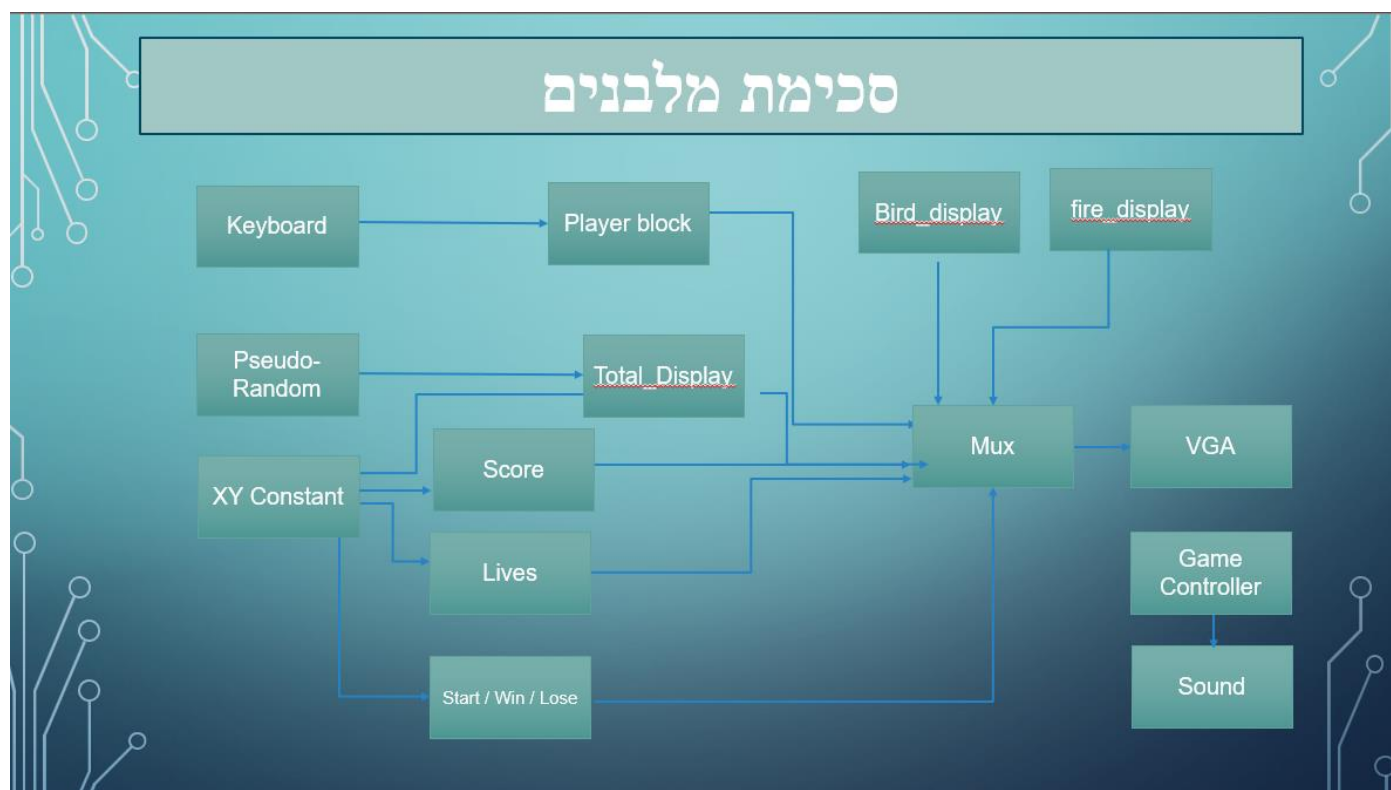 סכימת מלבנים
Keyboard
Player block
Bird_display
fire_display
Pseudo-
Random
Total_Display
XY Constant
Score
Mux
VGA
Lives
Game
Controller
Start / Win / Lose
Sound